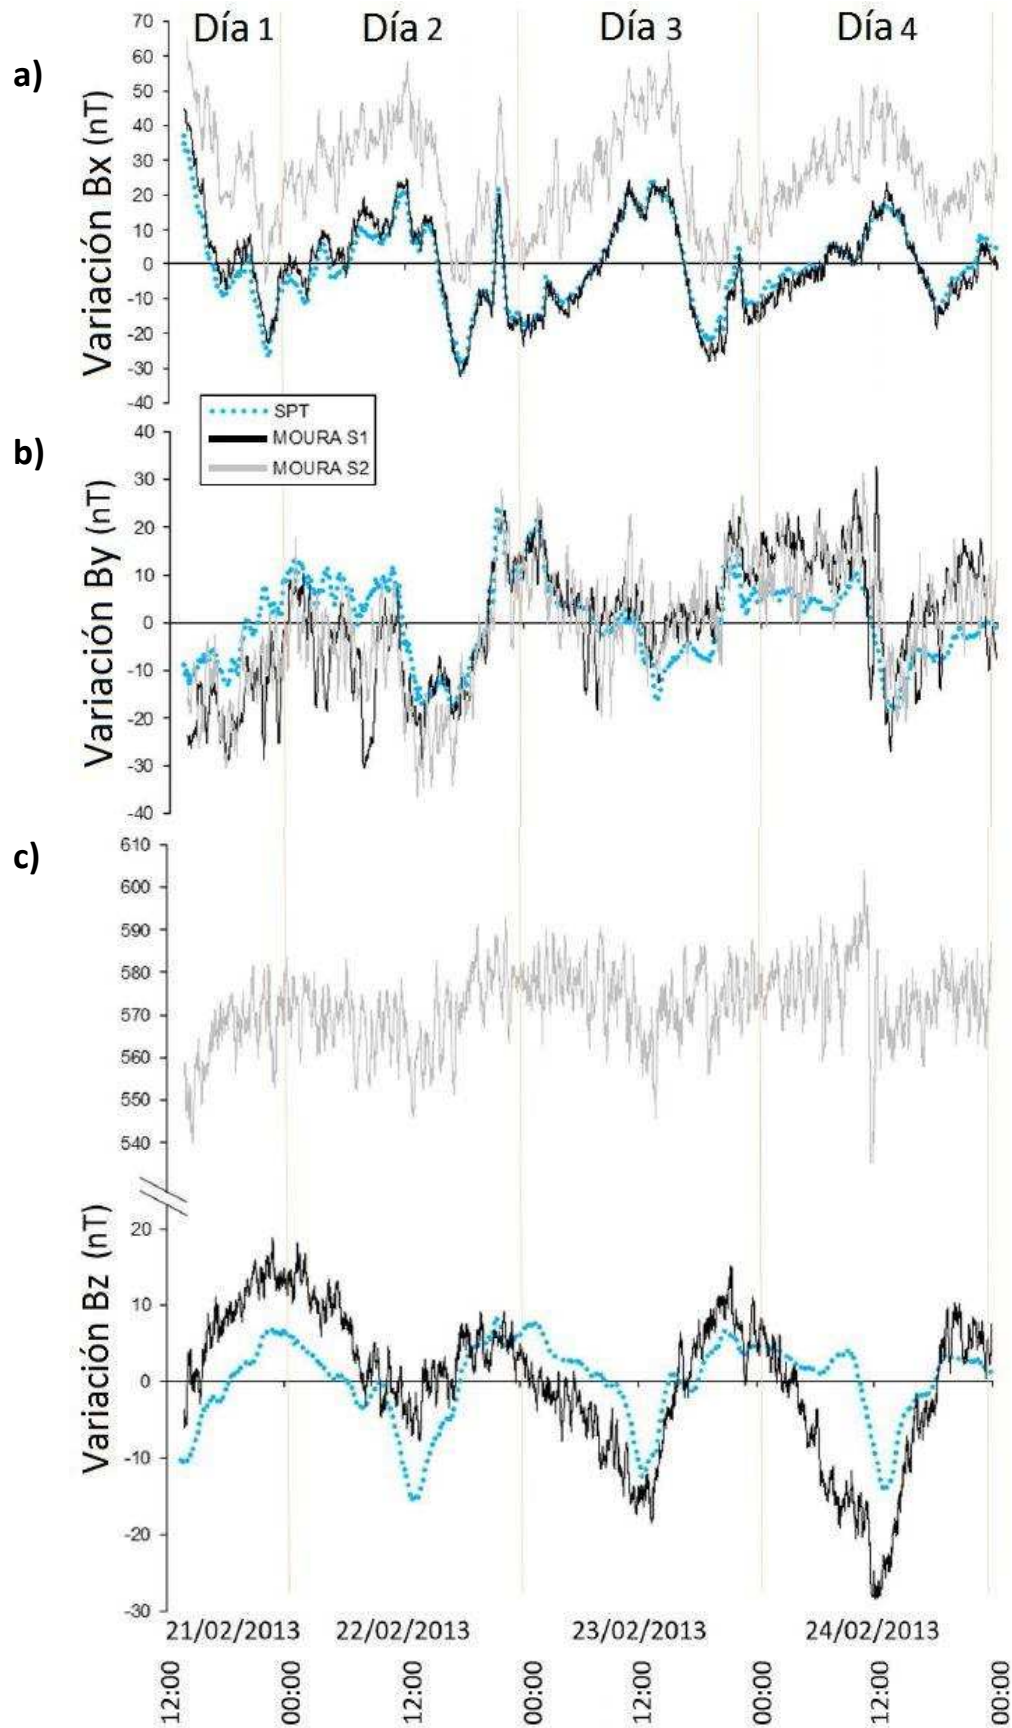 Día 1 Día 2 Día 3 Día 4
a)
Variación Bx (nT)
70
60
50
40
30
20
10
0
-10
-20
-30
-40
SPT
MOURA S1
MOURA S2
b)
Variación By (nT)
40
30
20
10
0
-10
-20
-30
-40
c)
610
600
590
580
570
560
550
540
Variación Bz (nT)
20
10
0
-10
-20
-30
21/02/2013 22/02/2013 23/02/2013 24/02/2013
12:00 00:00 12:00 00:00 12:00 00:00 12:00 00:00